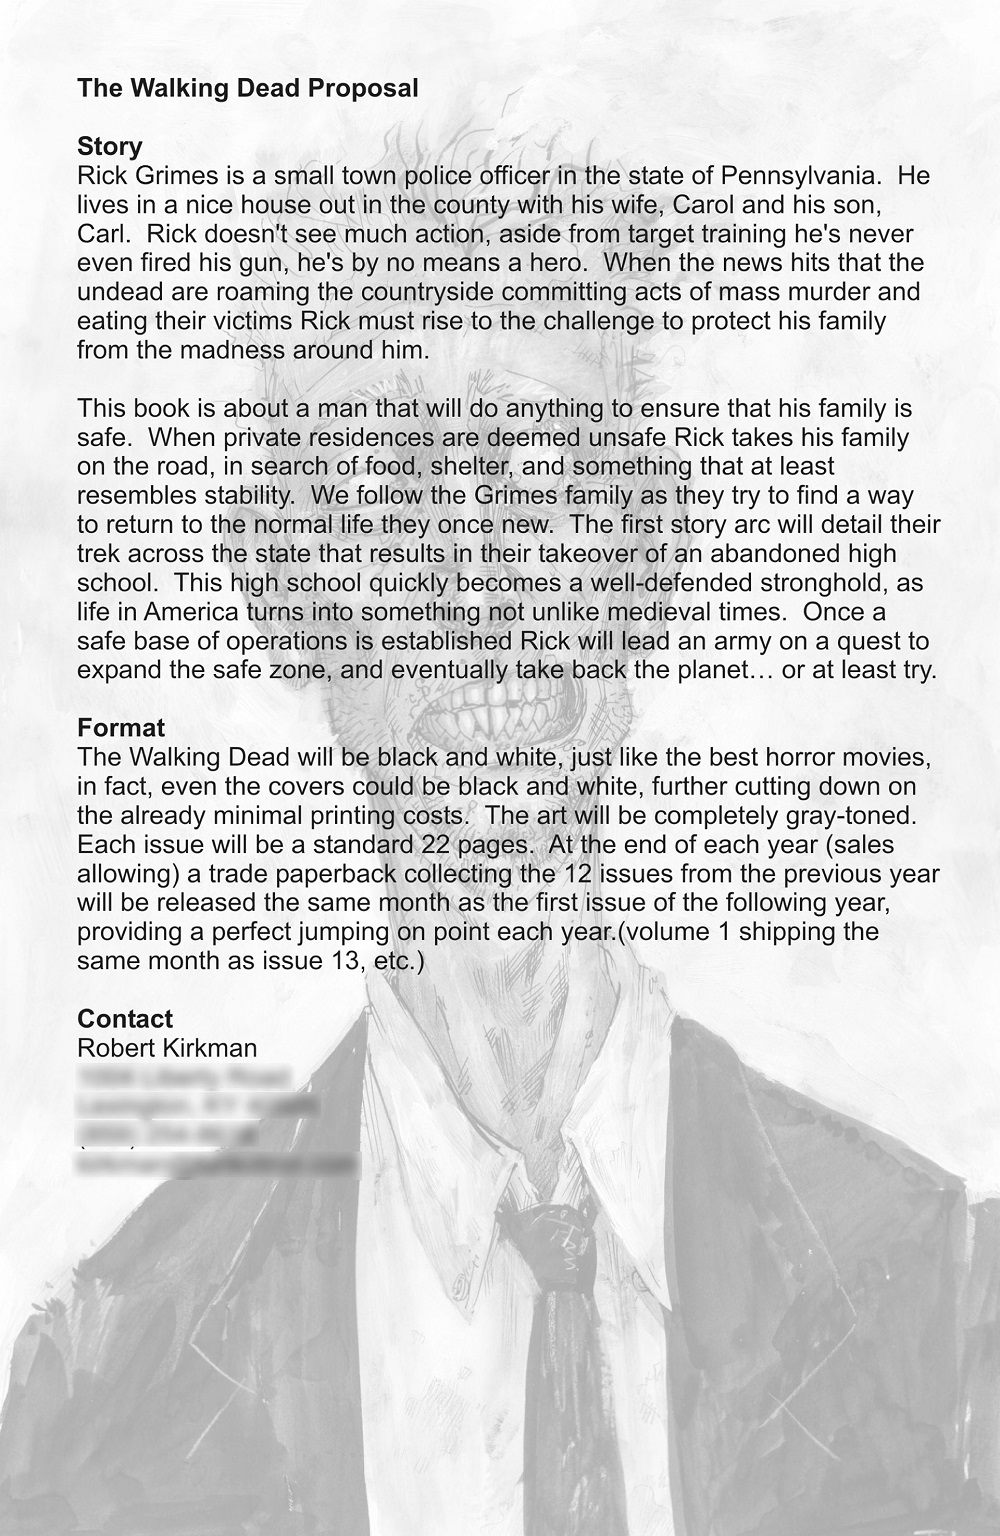 The Walking Dead Proposal
Story
Rick Grimes is a small town police officer in the state of Pennsylvania.  He
lives in a nice house out in the county with his wife, Carol and his son,
Carl.  Rick doesn't see much action, aside from target training he's never
even fired his gun, he's by no means a hero.  When the news hits that the
undead are roaming the countryside committing acts of mass murder and
eating their victims Rick must rise to the challenge to protect his family
from the madness around him.
This book is about a man that will do anything to ensure that his family is
safe.  When private residences are deemed unsafe Rick takes his family
on the road, in search of food, shelter, and something that at least
resembles stability.  We follow the Grimes family as they try to find a way
to return to the normal life they once new.  The first story arc will detail their
trek across the state that results in their takeover of an abandoned high
school.  This high school quickly becomes a well-defended stronghold, as
life in America turns into something not unlike medieval times.  Once a
safe base of operations is established Rick will lead an army on a quest to
expand the safe zone, and eventually take back the planet… or at least try.
Format
The Walking Dead will be black and white, just like the best horror movies,
in fact, even the covers could be black and white, further cutting down on
the already minimal printing costs.  The art will be completely gray-toned.
Each issue will be a standard 22 pages.  At the end of each year (sales
allowing) a trade paperback collecting the 12 issues from the previous year
will be released the same month as the first issue of the following year,
providing a perfect jumping on point each year.(volume 1 shipping the
same month as issue 13, etc.)
Contact
Robert Kirkman